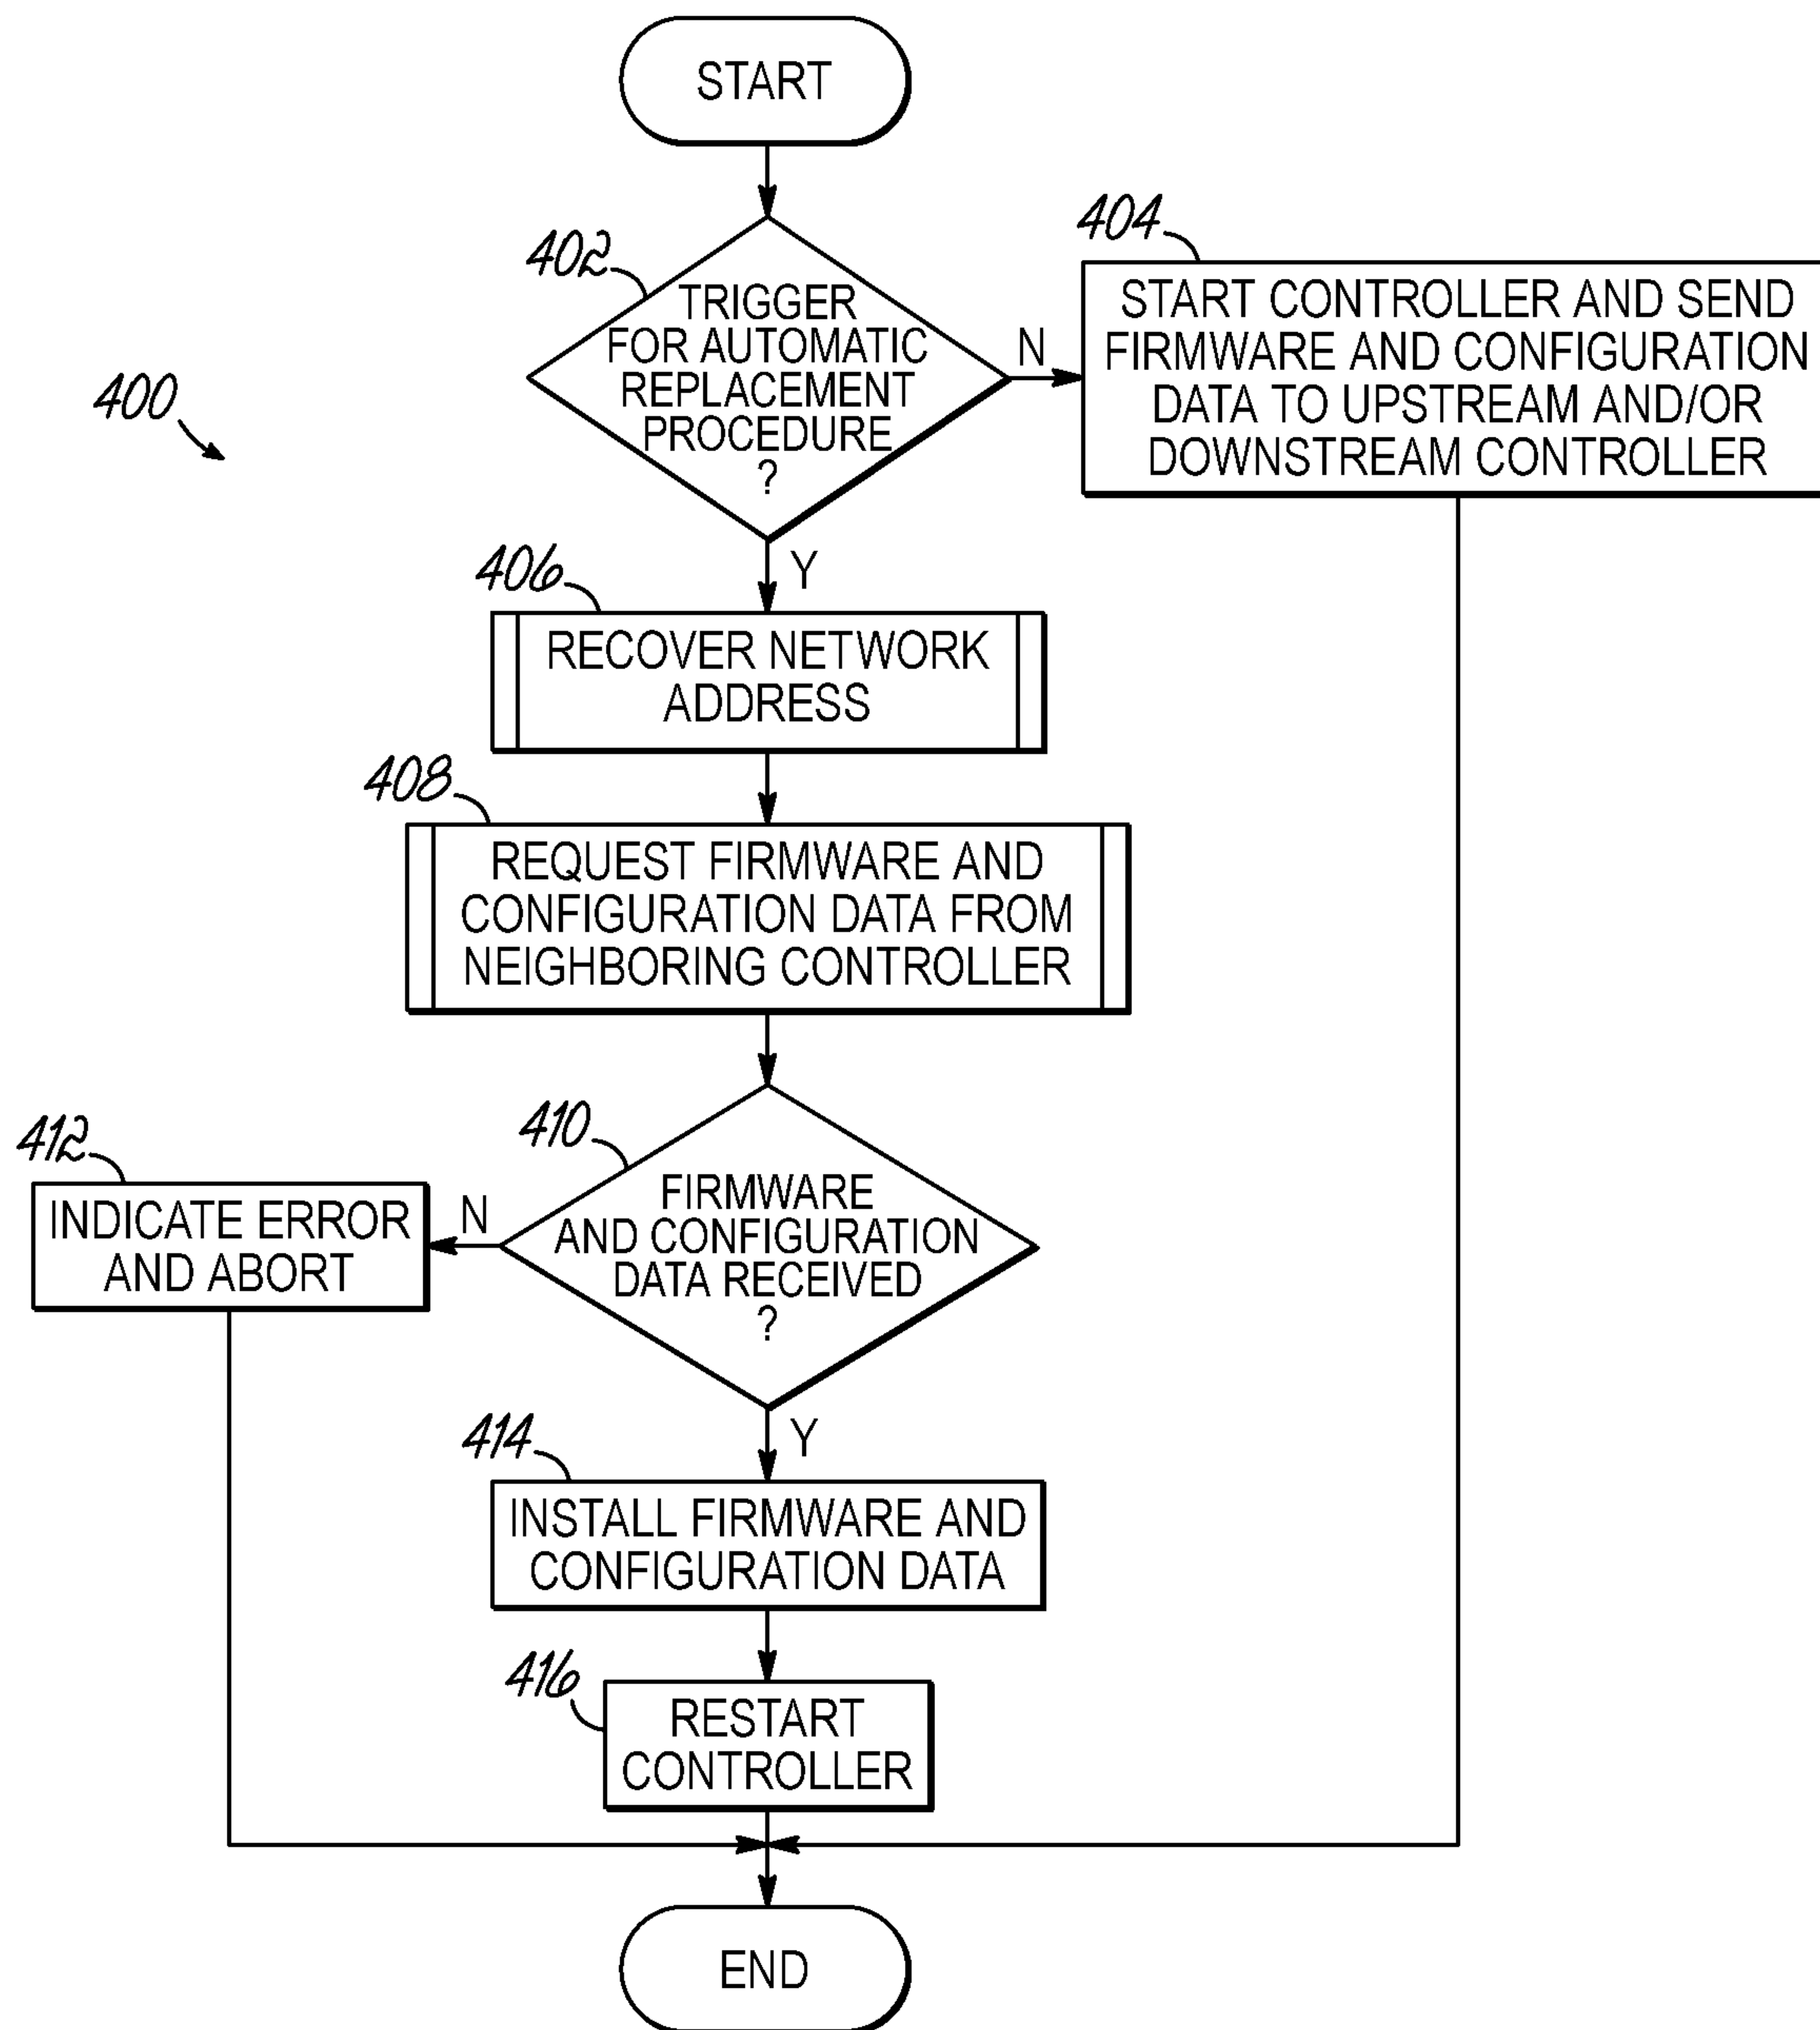 START
402
TRIGGER
FOR AUTOMATIC
REPLACEMENT
PROCEDURE
?
N
404
START CONTROLLER AND SEND
FIRMWARE AND CONFIGURATION
DATA TO UPSTREAM AND/OR
DOWNSTREAM CONTROLLER
400
Y
406
RECOVER NETWORK
ADDRESS
408
REQUEST FIRMWARE AND
CONFIGURATION DATA FROM
NEIGHBORING CONTROLLER
410
FIRMWARE
AND CONFIGURATION
DATA RECEIVED
?
N
412
INDICATE ERROR
AND ABORT
Y
414
INSTALL FIRMWARE AND
CONFIGURATION DATA
416
RESTART
CONTROLLER
END